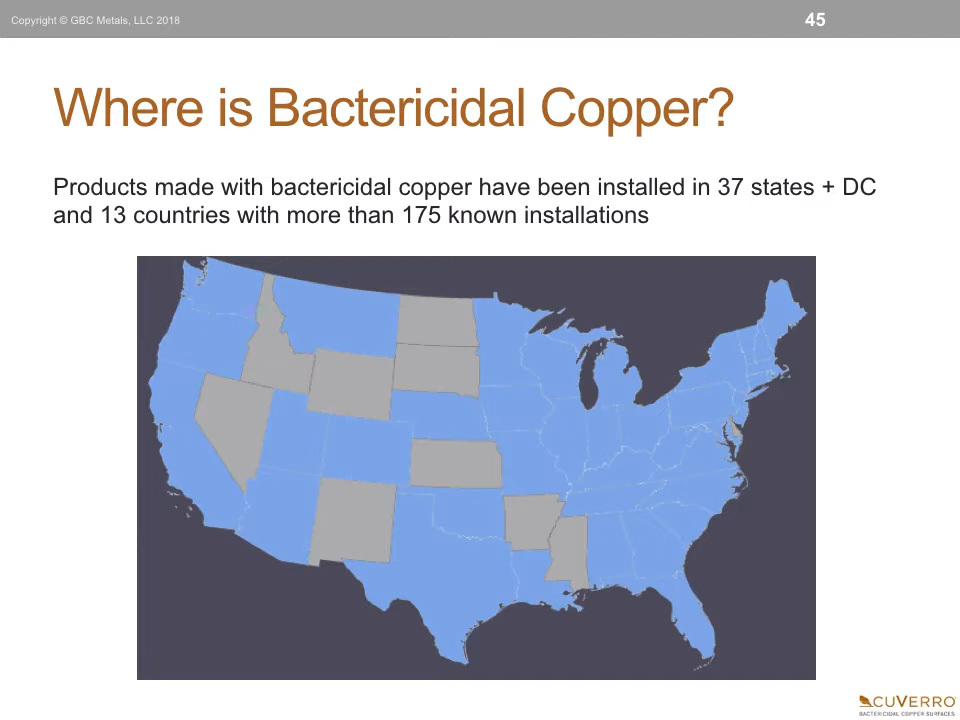 Copyright © GBC Metals, LLC 2018
45
Where is Bactericidal Copper?
Products made with bactericidal copper have been installed in 37 states + DC
and 13 countries with more than 175 known installations
CUVERRO
BACTERICIDAL COPPER SURFACES